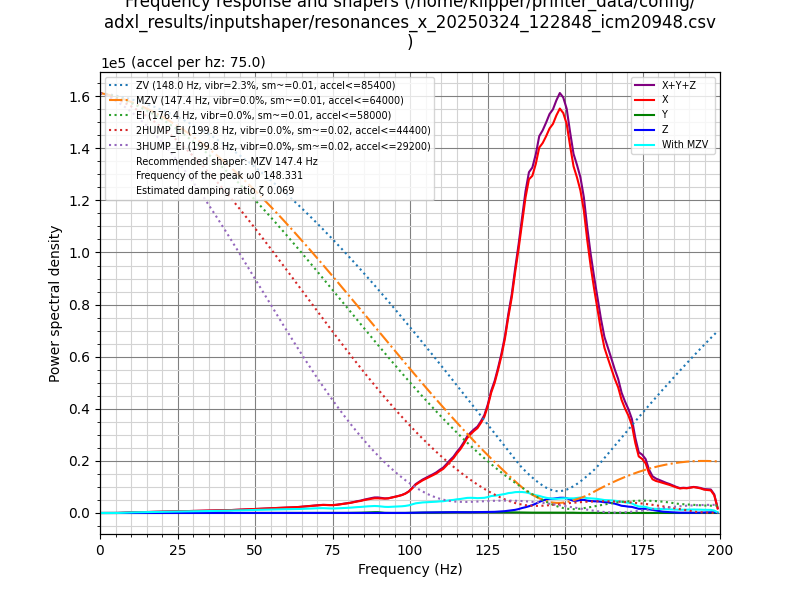 Frequency response and shapers (/home/klipper/printer_data/config/
adxl_results/inputshaper/resonances_x_20250324_122848_icm20948.csv
)
1e5 (accel per hz: 75.0)
ZV (148.0 Hz, vibr=2.3%, sm~=0.01, accel<=85400)
MZV (147.4 Hz, vibr=0.0%, sm~=0.01, accel<=64000)
EI (176.4 Hz, vibr=0.0%, sm~=0.01, accel<=58000)
2HUMP_EI (199.8 Hz, vibr=0.0%, sm~=0.02, accel<=44400)
3HUMP_EI (199.8 Hz, vibr=0.0%, sm~=0.02, accel<=29200)
Recommended shaper: MZV 147.4 Hz
Frequency of the peak ω0 148.331
Estimated damping ratio ζ 0.069
X+Y+Z
X
Y
Z
With MZV
1.6
1.4
1.2
1.0
0.8
0.6
0.4
0.2
0.0
Power spectral density
0 25 50 75 100 125 150 175 200
Frequency (Hz)